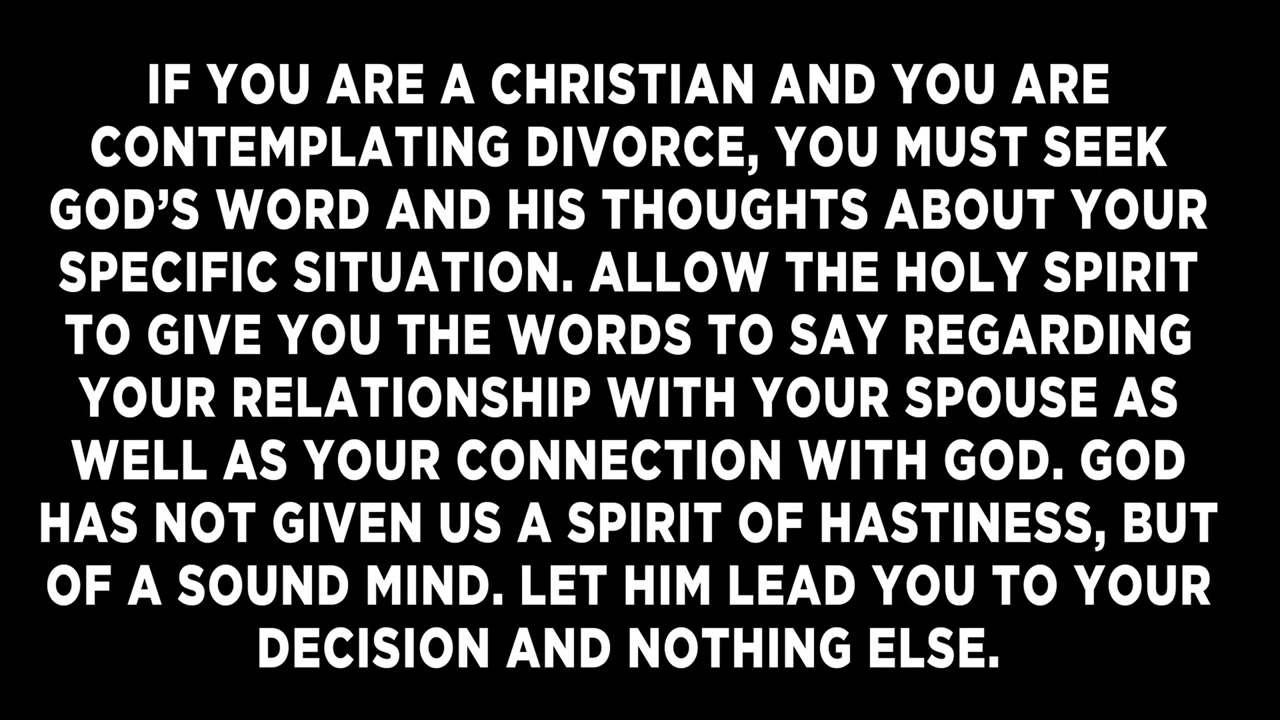 IF YOU ARE A CHRISTIAN AND YOU ARE
CONTEMPLATING DIVORCE, YOU MUST SEEK
GOD’S WORD AND HIS THOUGHTS ABOUT YOUR
SPECIFIC SITUATION. ALLOW THE HOLY SPIRIT
TO GIVE YOU THE WORDS TO SAY REGARDING
YOUR RELATIONSHIP WITH YOUR SPOUSE AS
WELL AS YOUR CONNECTION WITH GOD. GOD
HAS NOT GIVEN US A SPIRIT OF HASTINESS, BUT
OF A SOUND MIND. LET HIM LEAD YOU TO YOUR
DECISION AND NOTHING ELSE.